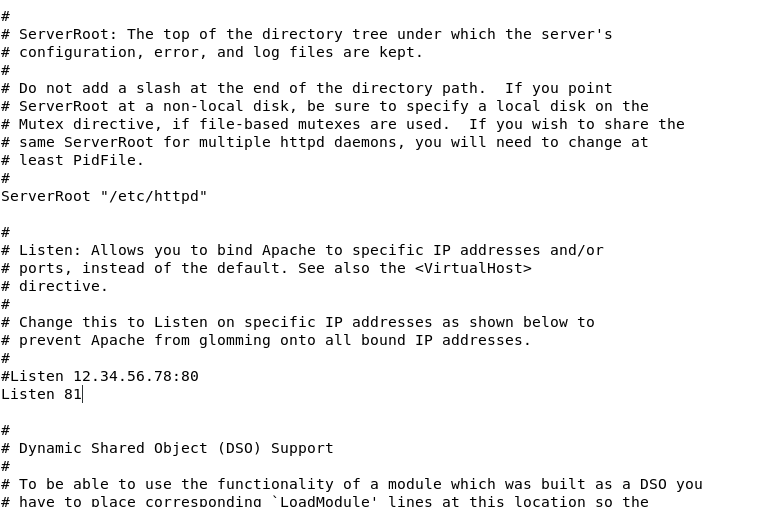 #
# ServerRoot: The top of the directory tree under which the server's
# configuration, error, and log files are kept.
#
# Do not add a slash at the end of the directory path.  If you point
# ServerRoot at a non-local disk, be sure to specify a local disk on the
# Mutex directive, if file-based mutexes are used.  If you wish to share the
# same ServerRoot for multiple httpd daemons, you will need to change at
# least PidFile.
#
ServerRoot "/etc/httpd"

#
# Listen: Allows you to bind Apache to specific IP addresses and/or
# ports, instead of the default. See also the <VirtualHost>
# directive.
#
# Change this to Listen on specific IP addresses as shown below to
# prevent Apache from glomming onto all bound IP addresses.
#
#Listen 12.34.56.78:80
Listen 81

#
# Dynamic Shared Object (DSO) Support
#
# To be able to use the functionality of a module which was built as a DSO you
# have to place corresponding `LoadModule' lines at this location so the